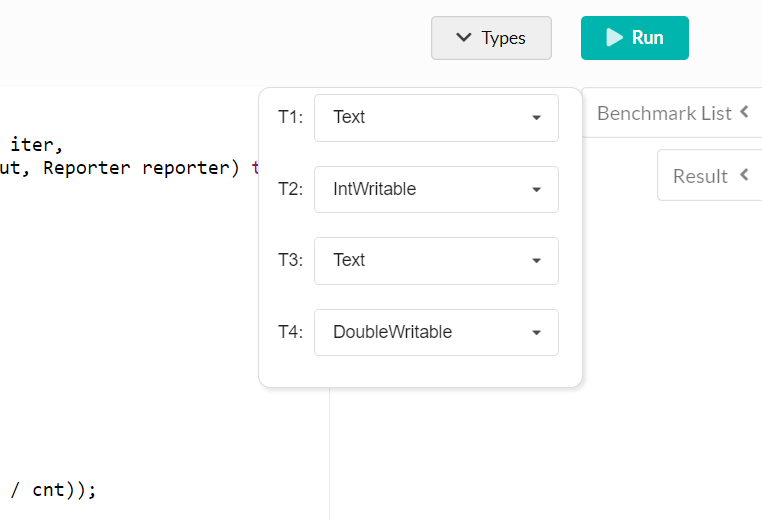 Types
Run
T1: Text
Benchmark List
iter,
ut, Reporter reporter) t
Result
T2: IntWritable
T3: Text
T4: DoubleWritable
/ cnt));